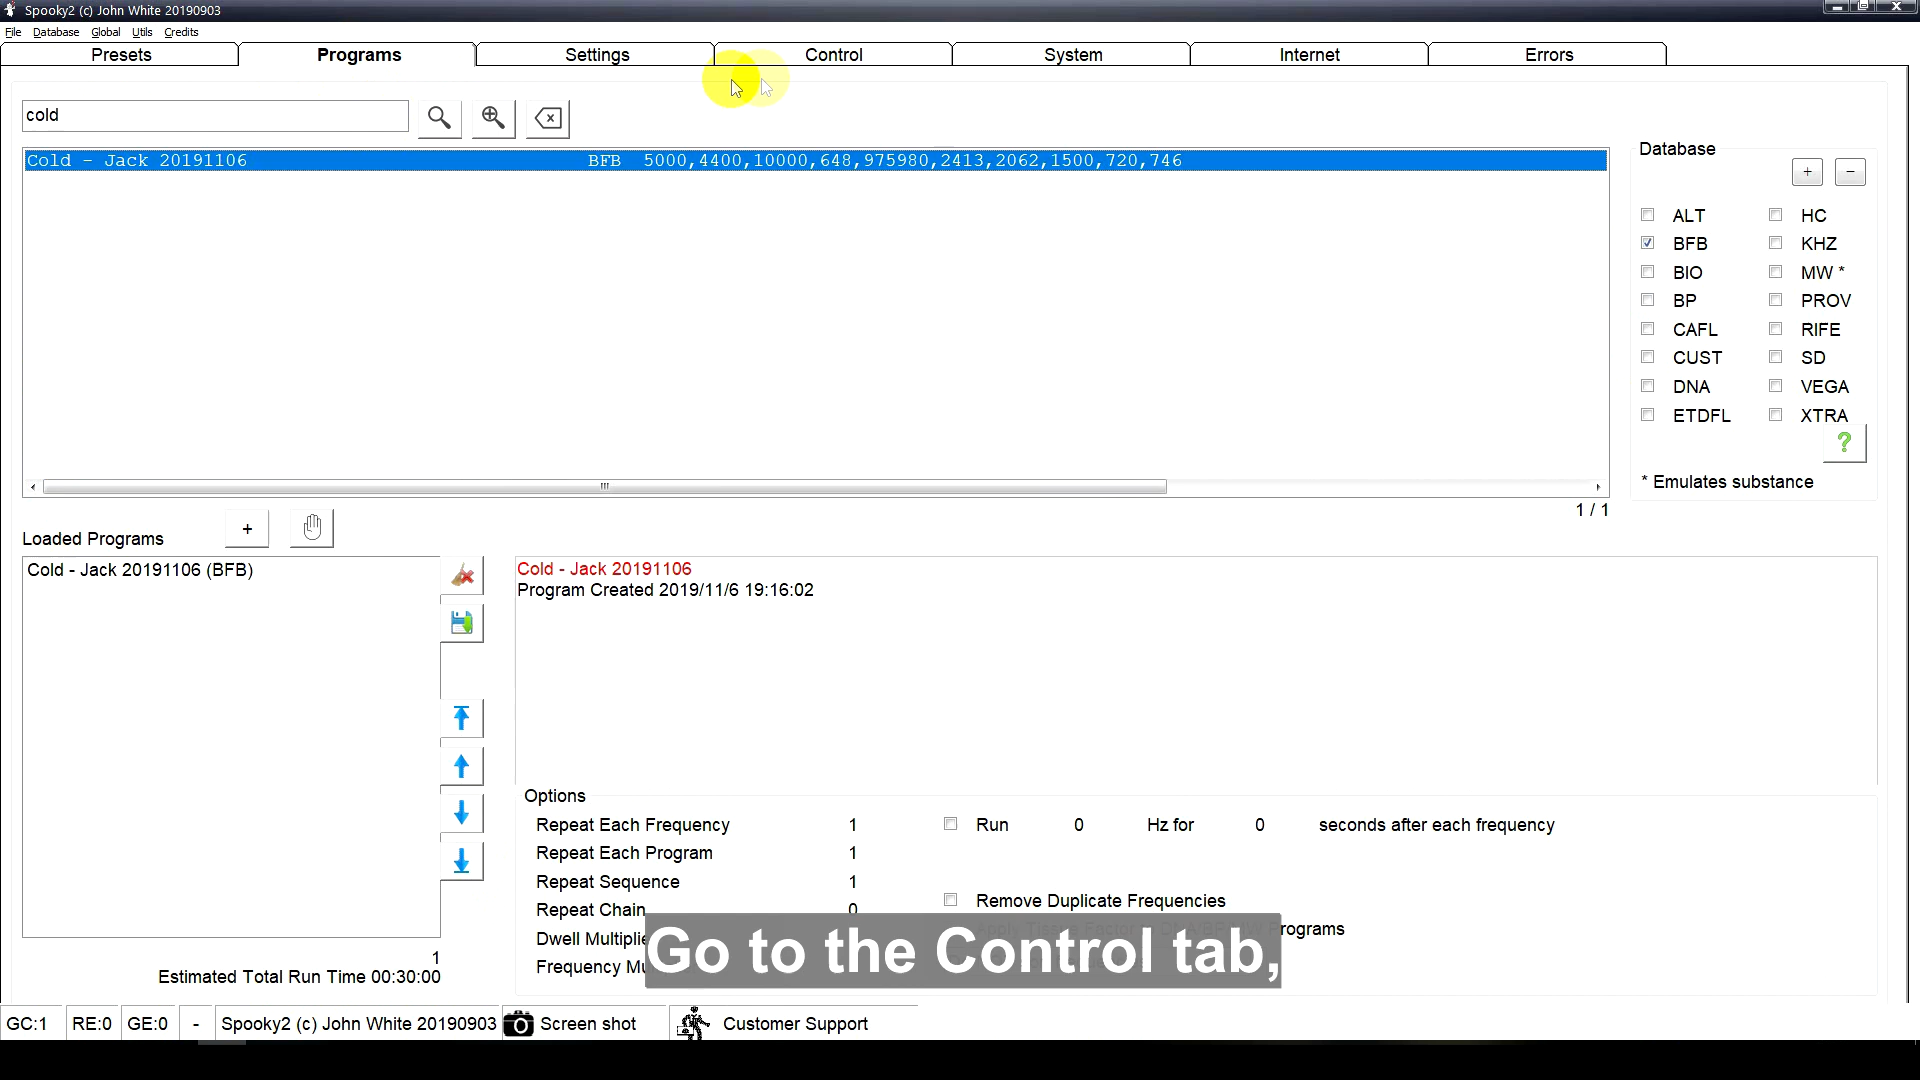 Spooky2 (c) John White 20190903
File Database Global Utils Credits
Presets Programs Settings Control System Internet Errors
cold
Cold - Jack 20191106 BFB 5000,4400,10000,648,975980,2413,2062,1500,720,746
Database
+ -
ALT HC
BFB KHZ
BIO MW *
BP PROV
CAFL RIFE
CUST SD
DNA VEGA
ETDFL XTRA
?
* Emulates substance
1 / 1
Loaded Programs +
Cold - Jack 20191106 (BFB)
Cold - Jack 20191106
Program Created 2019/11/6 19:16:02
Options
Repeat Each Frequency 1 Run 0 Hz for 0 seconds after each frequency
Repeat Each Program 1
Repeat Sequence 1
Repeat Chain 0 Remove Duplicate Frequencies
Dwell
Frequency
Go to the Control tab,
1
Estimated Total Run Time 00:30:00
GC:1 RE:0 GE:0 - Spooky2 (c) John White 20190903 Screen shot Customer Support